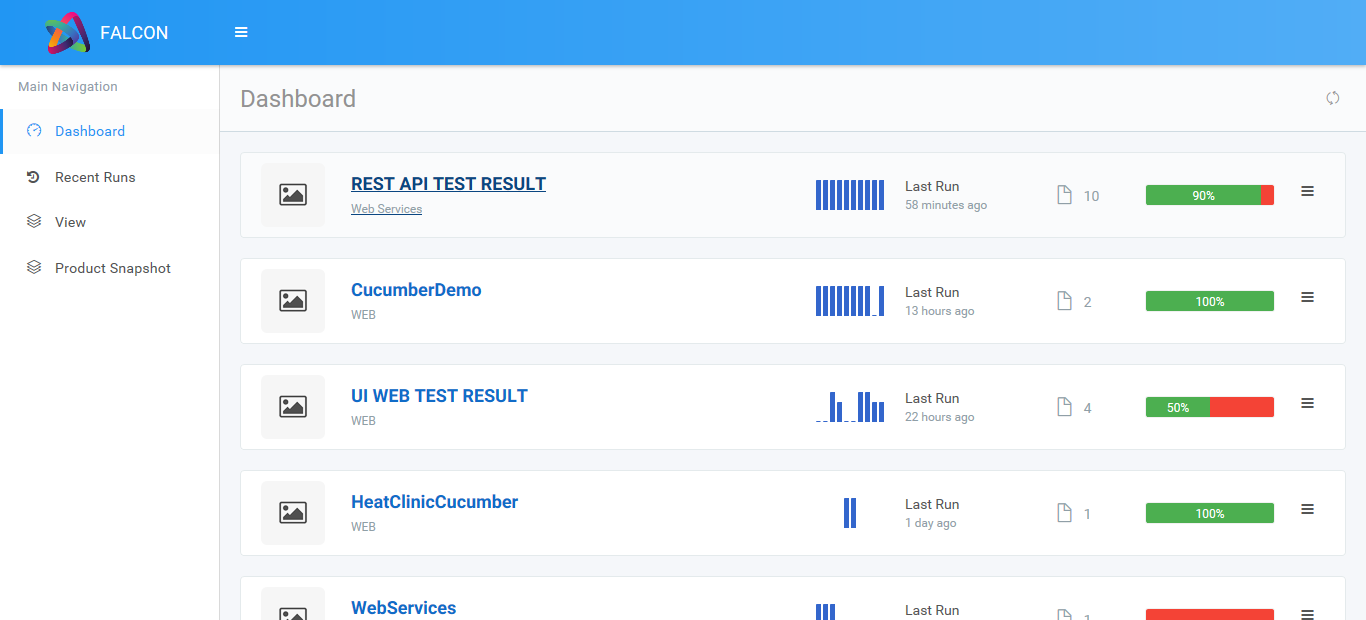 FALCON
Main Navigation
Dashboard
Recent Runs
View
Product Snapshot
Dashboard
REST API TEST RESULT
Web Services
Last Run
58 minutes ago
10
90%
CucumberDemo
WEB
Last Run
13 hours ago
2
100%
UI WEB TEST RESULT
WEB
Last Run
22 hours ago
4
50%
HeatClinicCucumber
WEB
Last Run
1 day ago
1
100%
WebServices
Last Run
1